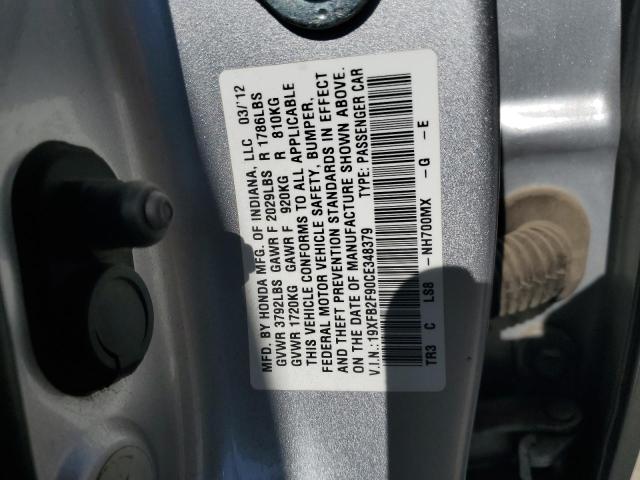 MFD. BY HONDA MFG. OF INDIANA, LLC 03/'12
GVWR 3792LBS GAWR F 2029LBS R 1786LBS
GVWR 1720KG GAWR F 920KG R 810KG
THIS VEHICLE CONFORMS TO ALL APPLICABLE
FEDERAL MOTOR VEHICLE SAFETY, BUMPER,
AND THEFT PREVENTION STANDARDS IN EFFECT
ON THE DATE OF MANUFACTURE SHOWN ABOVE.
V.I.N.: 19XFB2F90CE348379 TYPE: PASSENGER CAR
TR3 C LS8 - NH700MX - G - E